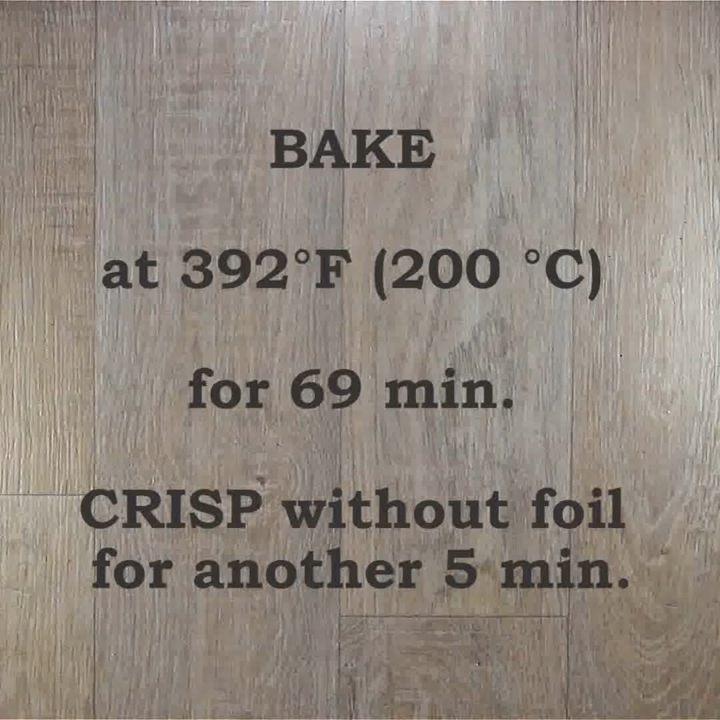 BAKE
at 392°F (200 °C)
for 69 min.
CRISP without foil
for another 5 min.